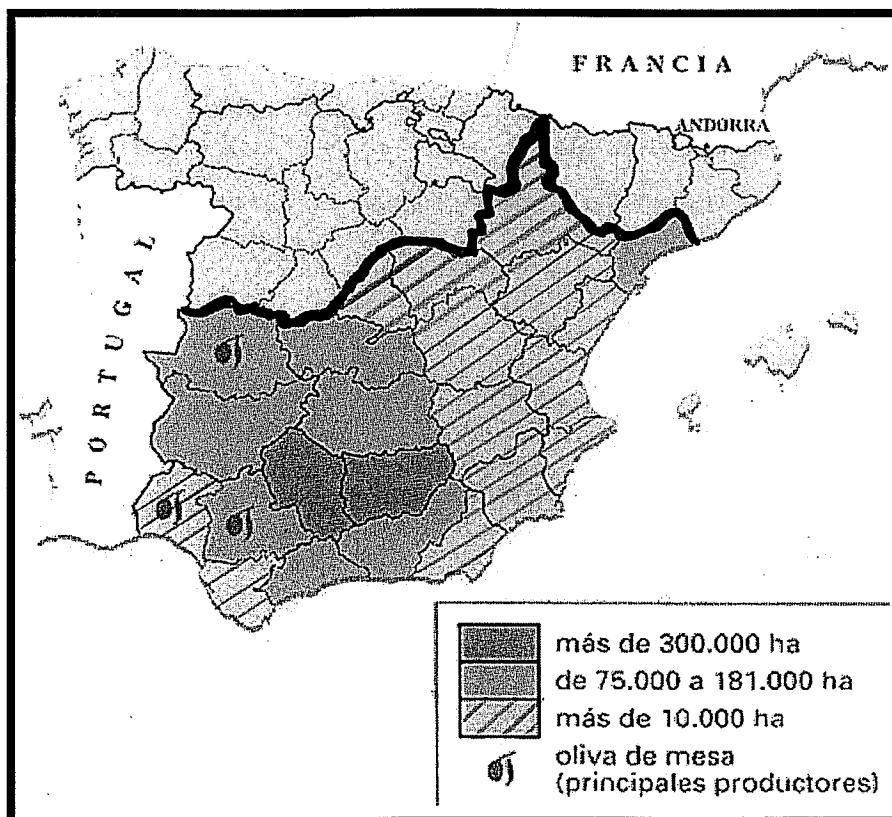 FRANCIA
ANDORRA
PORTUGAL
más de 300.000 ha
de 75.000 a 181.000 ha
más de 10.000 ha
oliva de mesa
(principales productores)